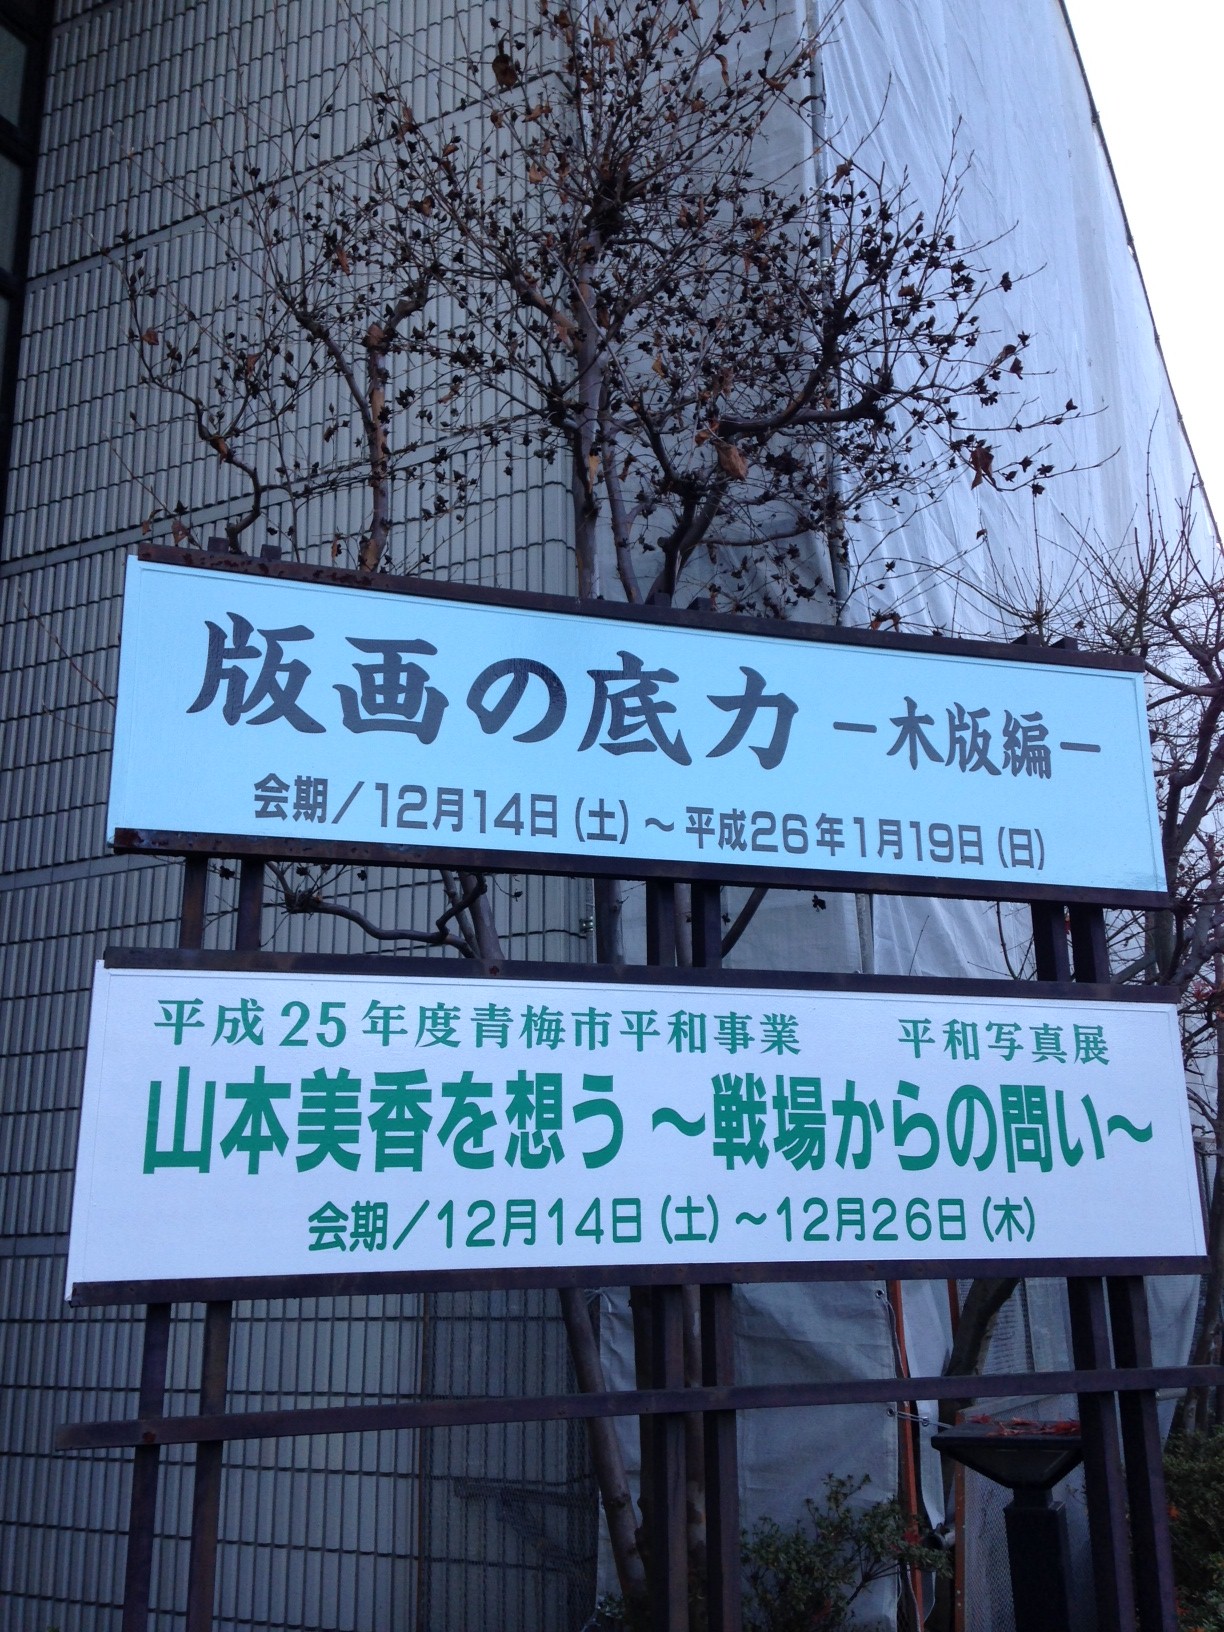 版画の底力 －木版編－
会期／12月14日（土）～平成26年1月19日（日）
平成25年度青梅市平和事業　平和写真展
山本美香を想う ～戦場からの問い～
会期／12月14日（土）～12月26日（木）